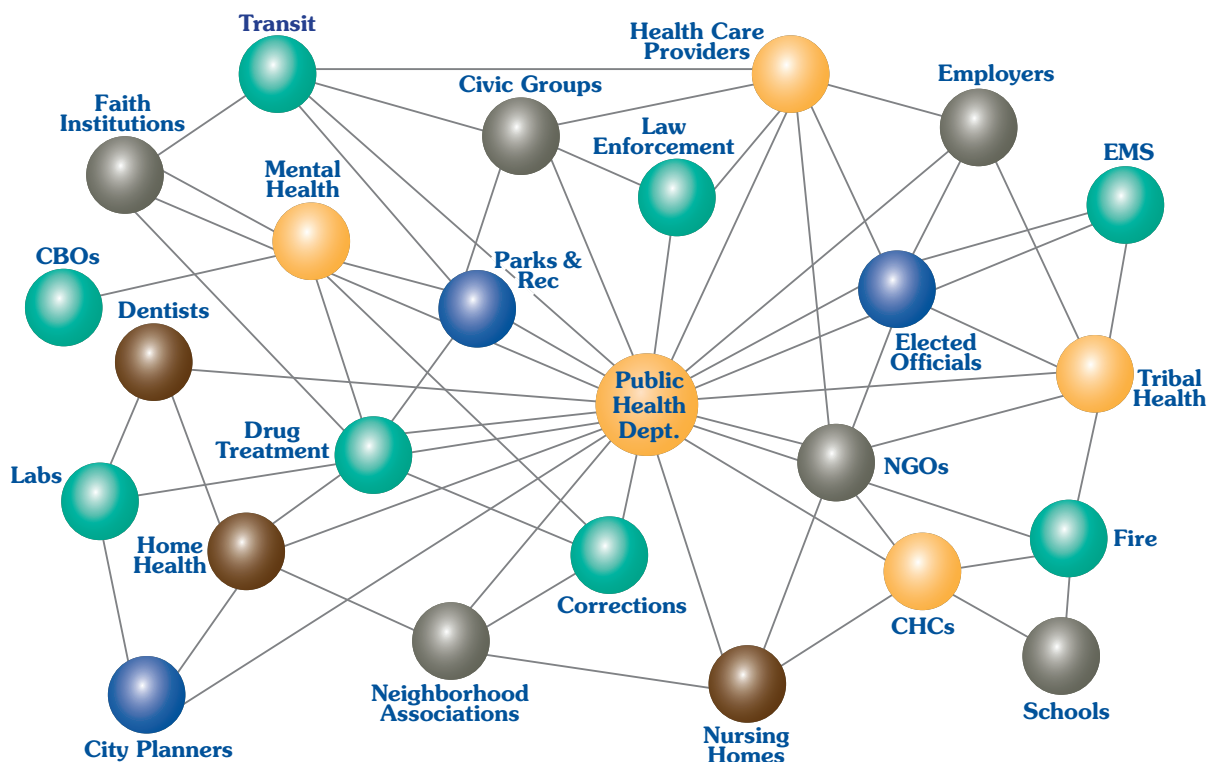 Transit
Health Care
Providers
Civic Groups
Employers
Faith
Institutions
Law
Enforcement
EMS
Mental
Health
CBOs
Parks &
Rec
Dentists
Elected
Officials
Public
Health
Dept.
Tribal
Health
Drug
Treatment
NGOs
Labs
Home
Health
Fire
Corrections
CHCs
Neighborhood
Associations
Schools
City Planners
Nursing
Homes